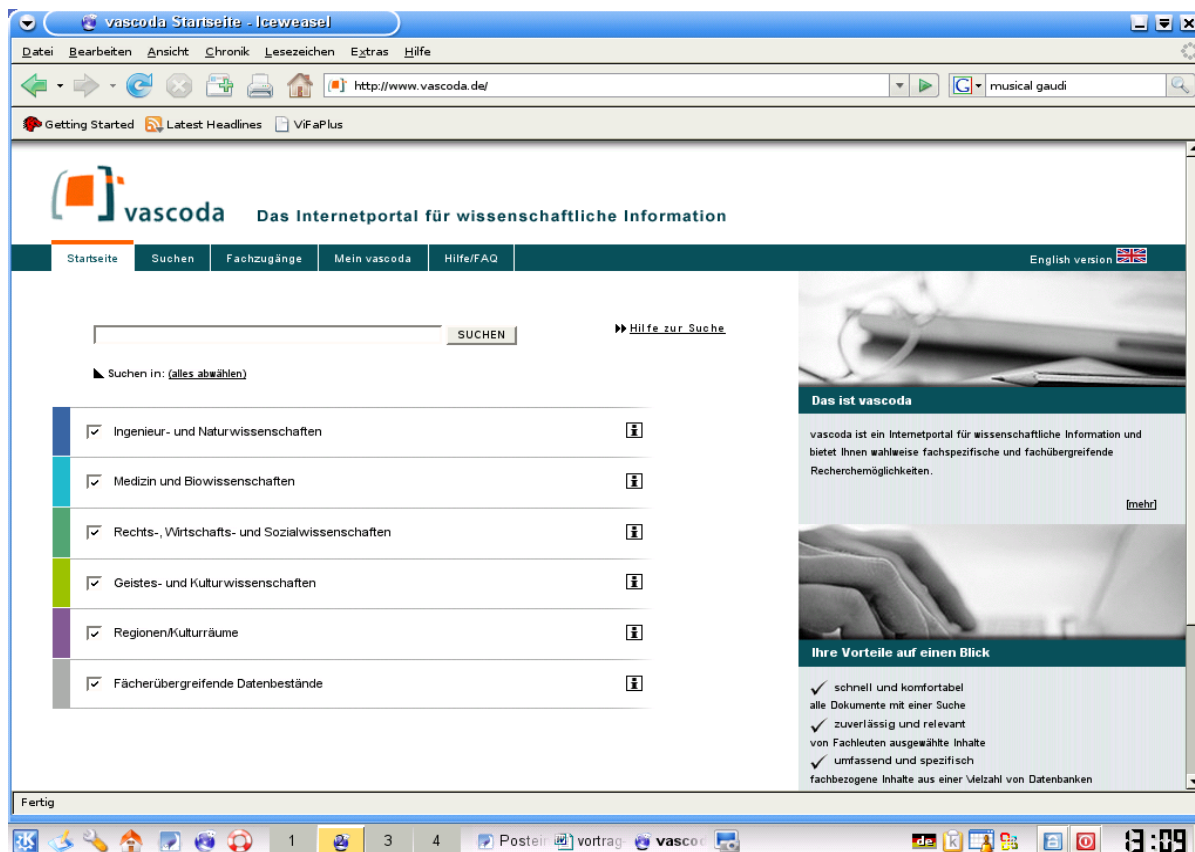 vascoda Startseite - Iceweasel
Datei Bearbeiten Ansicht Chronik Lesezeichen Extras Hilfe
http://www.vascoda.de/ G musical gaudi
Getting Started Latest Headlines ViFaPlus
vascoda Das Internetportal für wissenschaftliche Information
Startseite Suchen Fachzugänge Mein vascoda Hilfe/FAQ English version
SUCHEN Hilfe zur Suche
Suchen in: (alles abwählen)
Ingenieur- und Naturwissenschaften
Medizin und Biowissenschaften
Rechts-, Wirtschafts- und Sozialwissenschaften
Geistes- und Kulturwissenschaften
Regionen/Kulturräume
Fächerübergreifende Datenbestände
Das ist vascoda
vascoda ist ein Internetportal für wissenschaftliche Information und
bietet Ihnen wahlweise fachspezifische und fachübergreifende
Recherchemöglichkeiten.
[mehr]
Ihre Vorteile auf einen Blick
schnell und komfortabel
alle Dokumente mit einer Suche
zuverlässig und relevant
von Fachleuten ausgewählte Inhalte
umfassend und spezifisch
fachbezogene Inhalte aus einer Vielzahl von Datenbanken
Fertig
1 3 4 Postein vortrag- vascod de 13:09